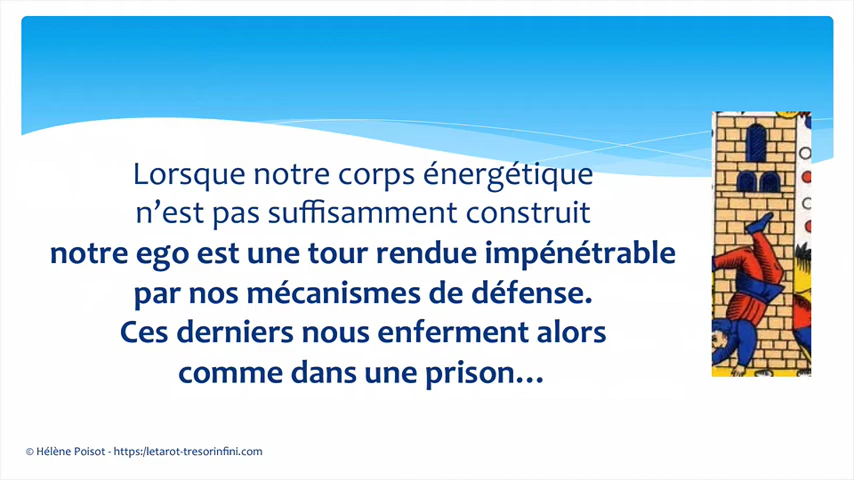 Lorsque notre corps énergétique
n’est pas suffisamment construit
notre ego est une tour rendue impénétrable
par nos mécanismes de défense.
Ces derniers nous enferment alors
comme dans une prison…
© Hélène Poisot - https:/letarot-tresorinfini.com